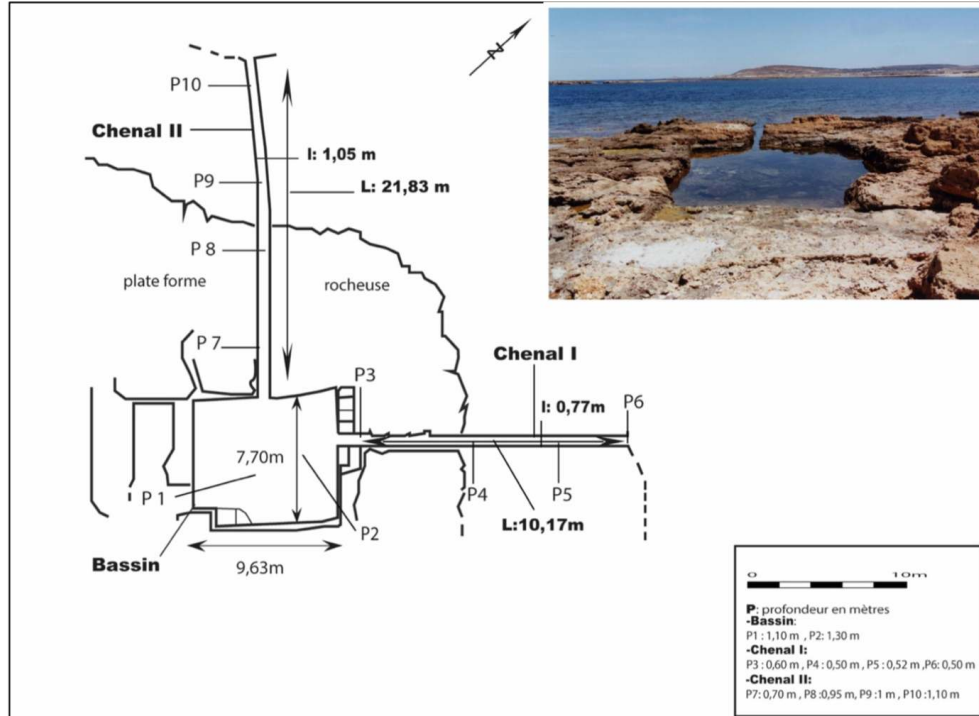 N
P10
Chenal II
l: 1,05 m
P9
L: 21,83 m
P 8
plate forme
rocheuse
P 7
Chenal I
P3
l: 0,77m
P6
7,70m
P 1
P4
P5
L:10,17m
P2
Bassin
9,63m
0 10m
P: profondeur en mètres
-Bassin:
P1 : 1,10 m , P2: 1,30 m
-Chenal I:
P3 : 0,60 m , P4 : 0,50 m , P5 : 0,52 m ,P6: 0,50 m
-Chenal II:
P7: 0,70 m , P8 :0,95 m, P9 :1 m , P10 :1,10 m